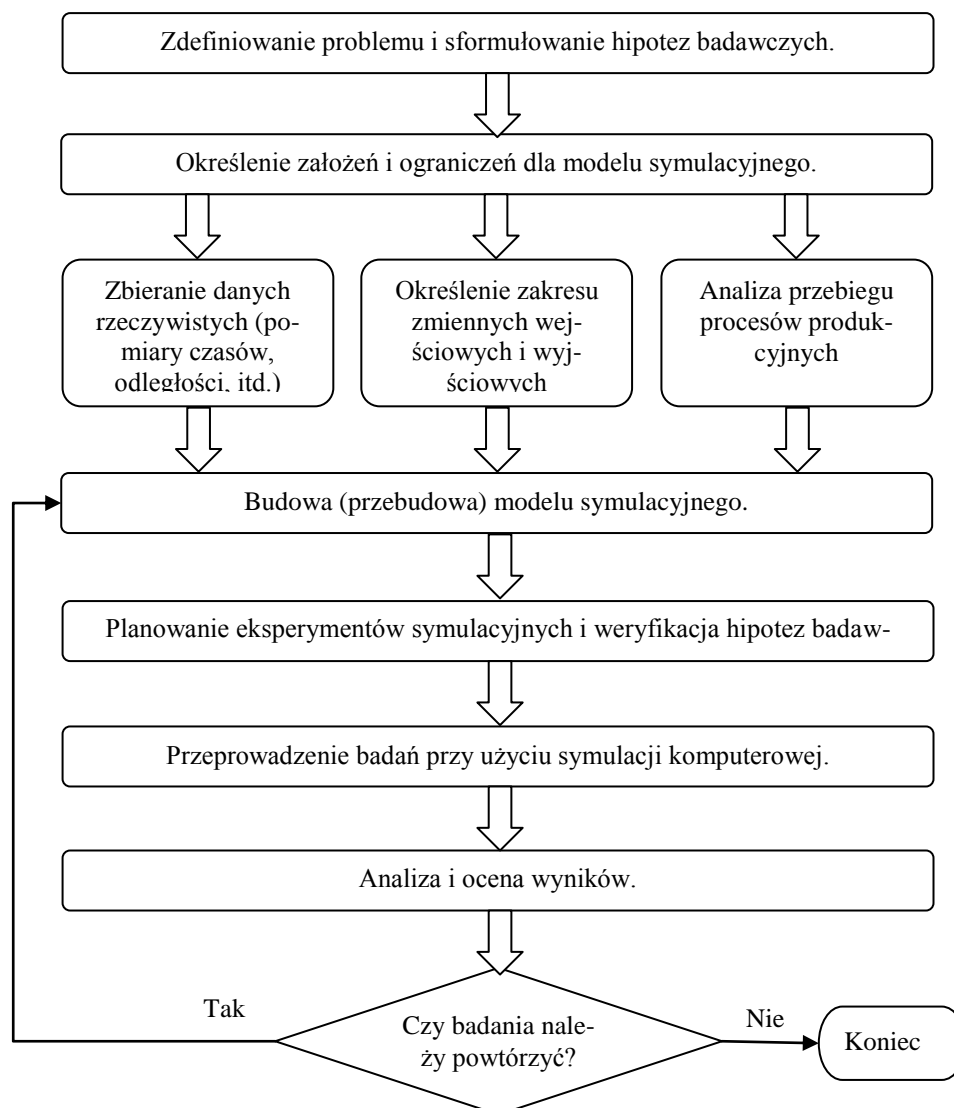 Zdefiniowanie problemu i sformułowanie hipotez badawczych.
Określenie założeń i ograniczeń dla modelu symulacyjnego.
Zbieranie danych
rzeczywistych (po-
miary czasów,
odległości, itd.)
Określenie zakresu
zmiennych wej-
ściowych i wyj-
ściowych
Analiza przebiegu
procesów produk-
cyjnych
Budowa (przebudowa) modelu symulacyjnego.
Planowanie eksperymentów symulacyjnych i weryfikacja hipotez badaw-
Przeprowadzenie badań przy użyciu symulacji komputerowej.
Analiza i ocena wyników.
Tak
Czy badania nale-
ży powtórzyć?
Nie
Koniec